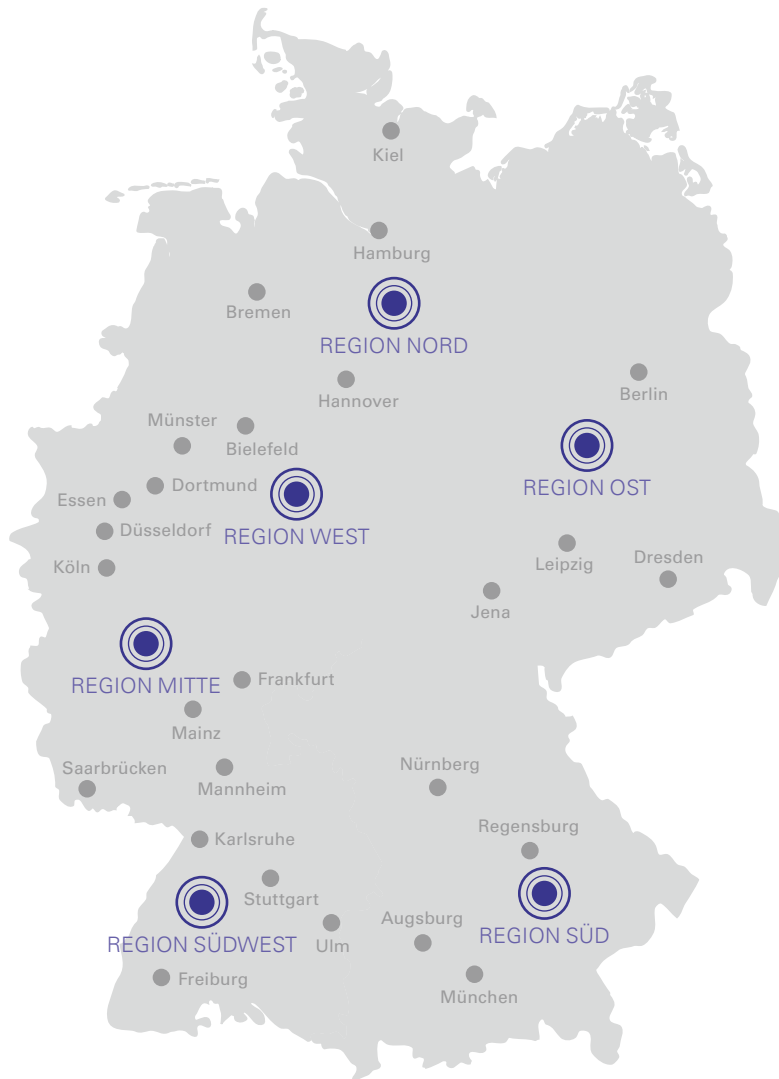 Kiel
Hamburg
Bremen
REGION NORD
Hannover
Berlin
Münster
Bielefeld
Dortmund
REGION OST
Essen
Düsseldorf
REGION WEST
Leipzig
Dresden
Köln
Jena
REGION MITTE
Frankfurt
Mainz
Saarbrücken
Mannheim
Nürnberg
Regensburg
Karlsruhe
Stuttgart
Augsburg
REGION SÜDWEST
Ulm
REGION SÜD
Freiburg
München